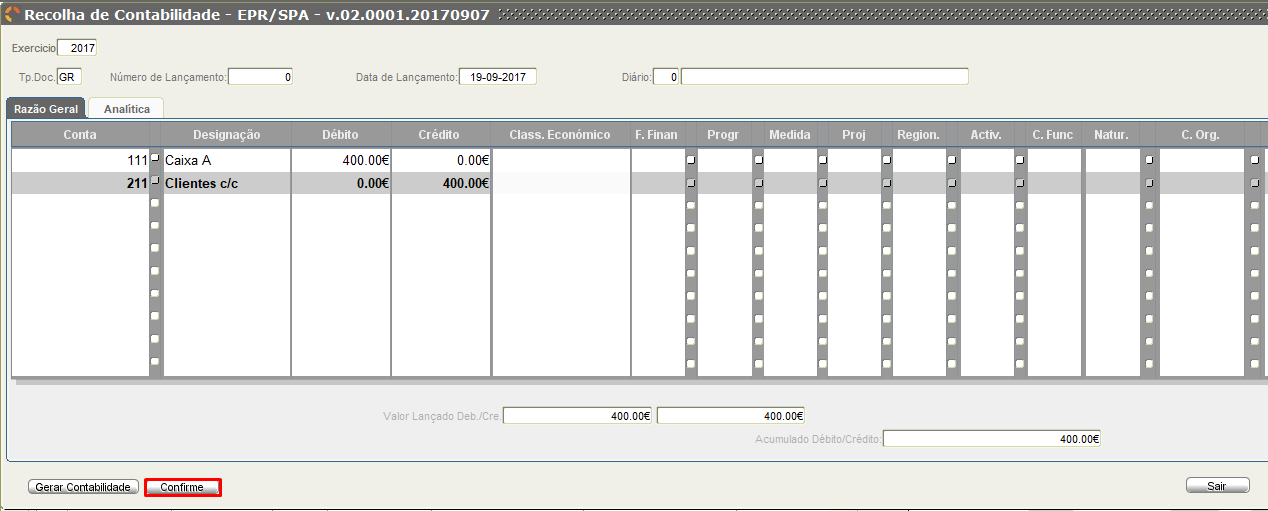 Recolha de Contabilidade - EPR/SPA - v.02.0001.20170907
Exercicio 2017
Tp.Doc. GR Número de Lançamento: 0 Data de Lançamento: 19-09-2017 Diário: 0
Razão Geral Analítica
Conta Designação Débito Crédito Class. Económico F. Finan Progr Medida Proj Region. Activ. C. Func Natur. C. Org.
111 Caixa A 400.00€ 0.00€
211 Clientes c/c 0.00€ 400.00€
Valor Lançado Deb./Cre. 400.00€ 400.00€
Acumulado Débito/Crédito: 400.00€
Gerar Contabilidade Confirme Sair